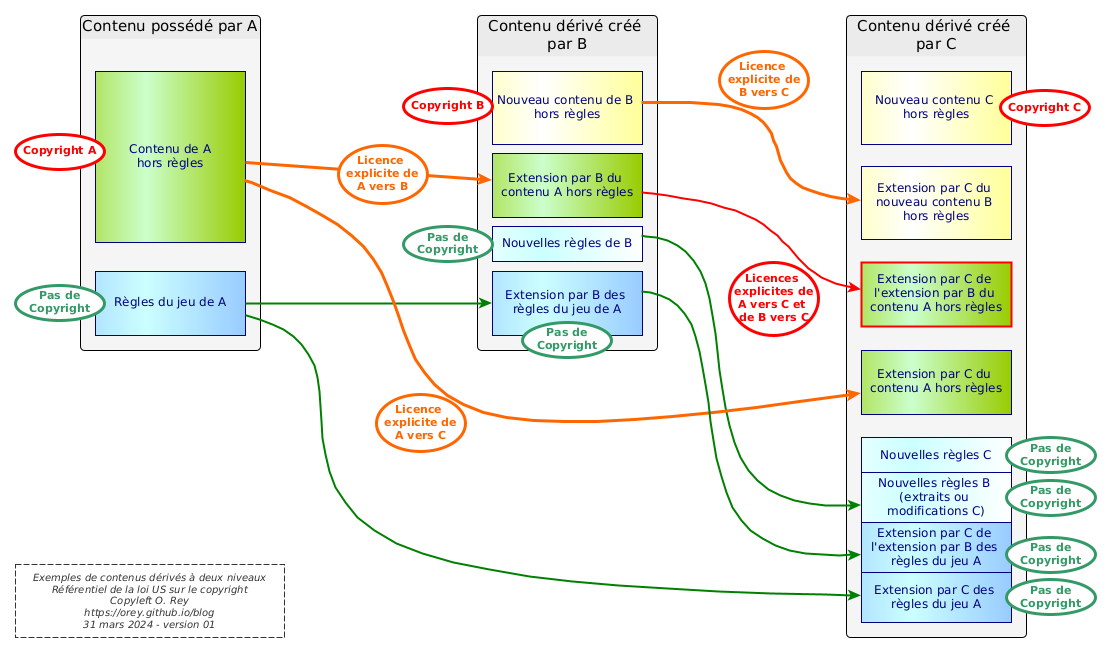 Contenu possédé par A
Copyright A
Contenu de A
hors règles
Pas de
Copyright
Règles du jeu de A
Licence
explicite de
A vers B
Licence
explicite de
A vers C
Contenu dérivé créé
par B
Copyright B
Nouveau contenu de B
hors règles
Extension par B du
contenu A hors règles
Pas de
Copyright
Nouvelles règles de B
Extension par B des
règles du jeu de A
Pas de
Copyright
Licence
explicite de
B vers C
Licences
explicites de
A vers C et
de B vers C
Contenu dérivé créé
par C
Nouveau contenu C
hors règles
Copyright C
Extension par C du
nouveau contenu B
hors règles
Extension par C de
l'extension par B du
contenu A hors règles
Extension par C du
contenu A hors règles
Nouvelles règles C
Pas de
Copyright
Nouvelles règles B
(extraits ou
modifications C)
Pas de
Copyright
Extension par C de
l'extension par B des
règles du jeu A
Pas de
Copyright
Extension par C des
règles du jeu A
Pas de
Copyright
Exemples de contenus dérivés à deux niveaux
Référentiel de la loi US sur le copyright
Copyleft O. Rey
https://orey.github.io/blog
31 mars 2024 - version 01